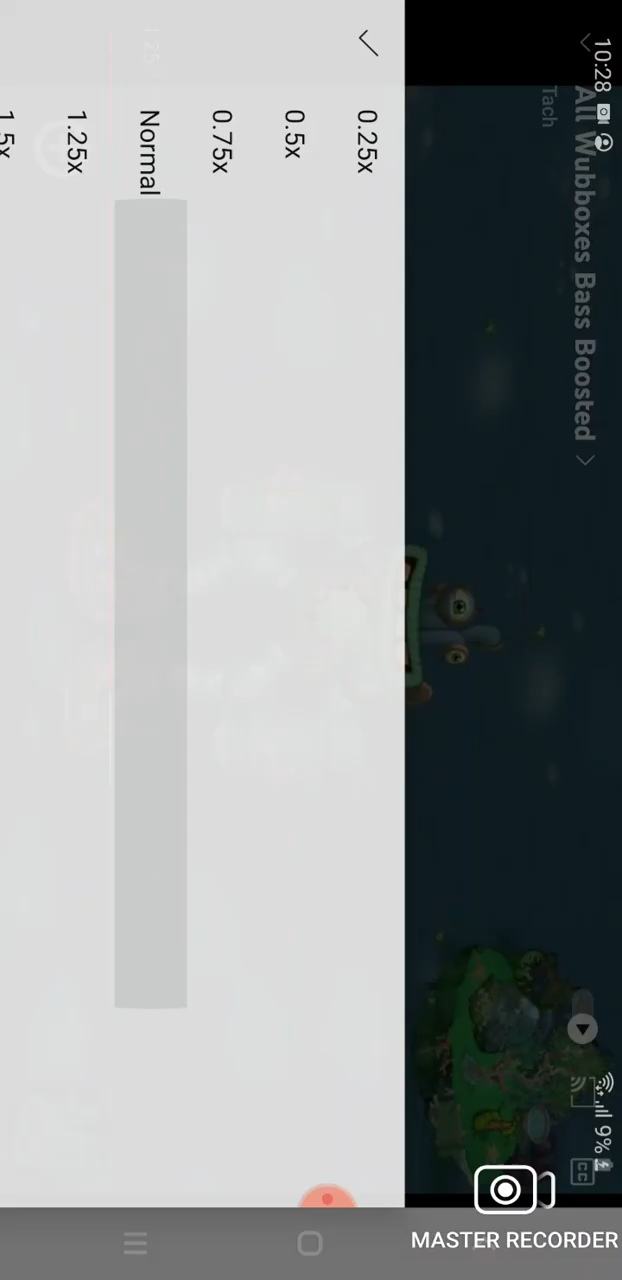 10:28
9%
All Wubboxes Bass Boosted
Tach
CC
0.25x
0.5x
0.75x
Normal
1.25x
1.5x
MASTER RECORDER